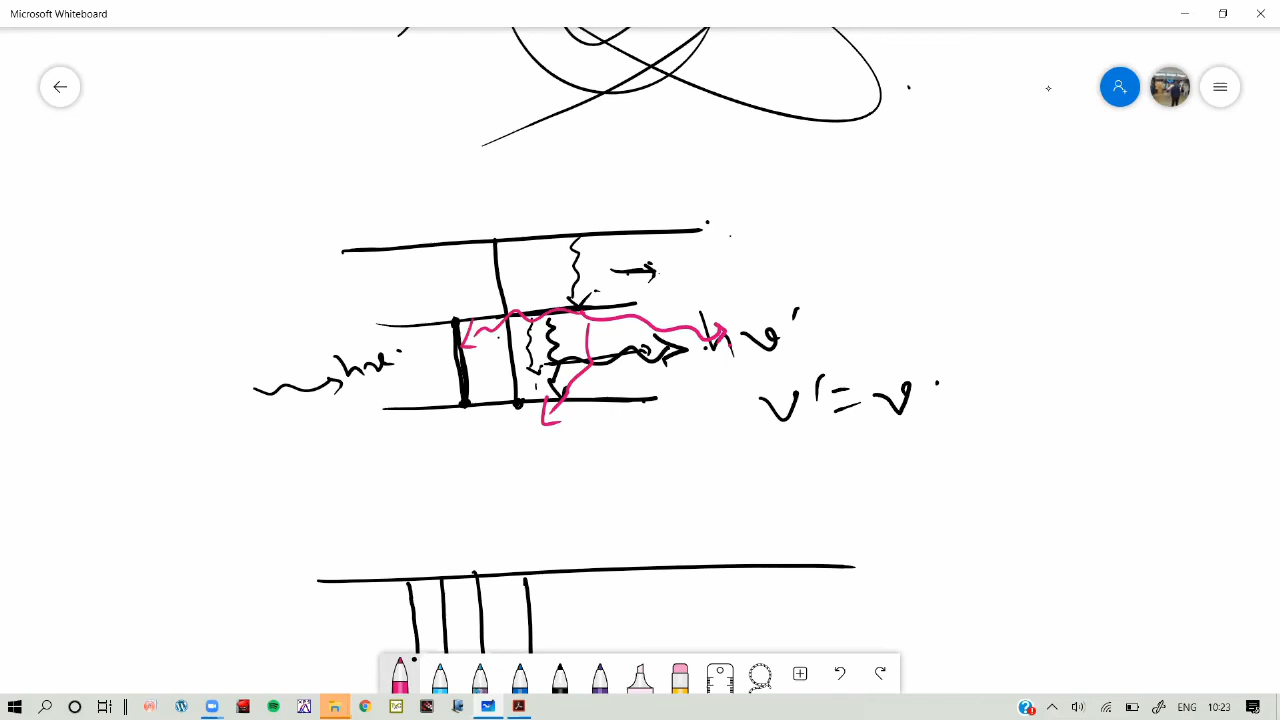 Microsoft Whiteboard
hν'
hν
ν' = ν
ENG
10:23